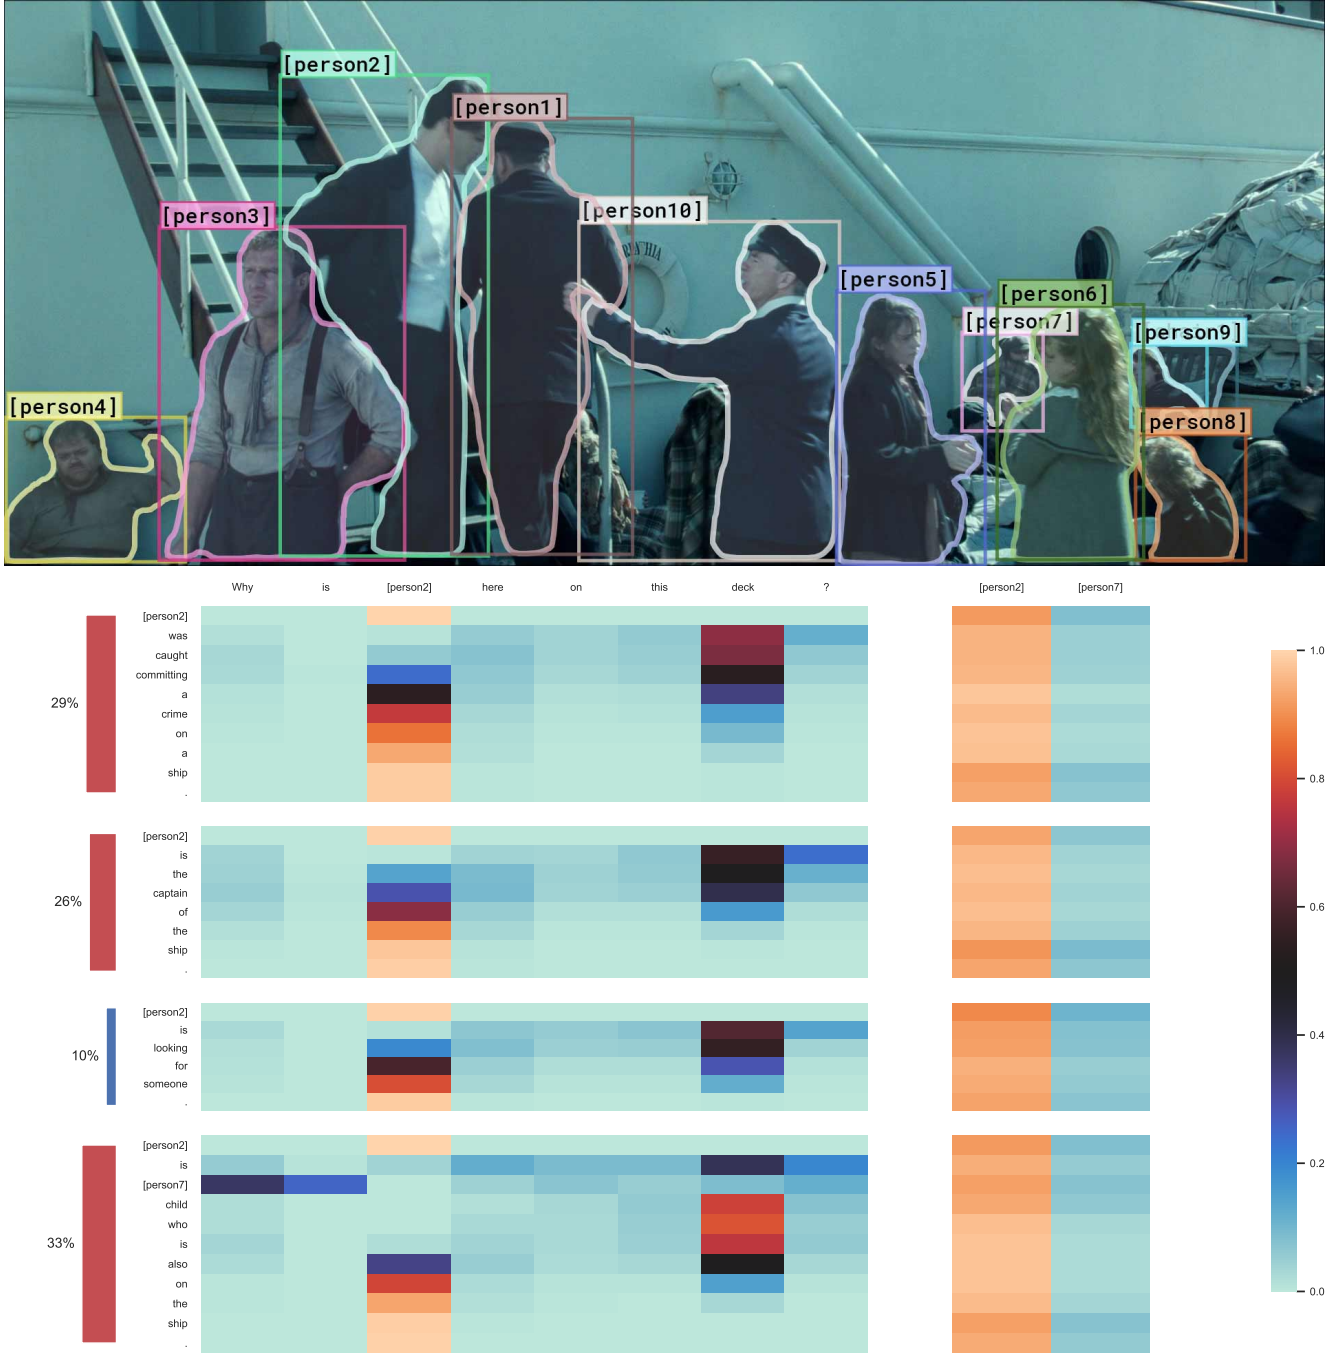 [person2]
[person1]
[person3]
[person10]
[person5]
[person6]
[person7]
[person9]
[person4]
[person8]
Why is [person2] here on this deck ? [person2] [person7]
[person2]
was
caught
committing
a
crime
on
a
ship
.
29%
[person2]
is
the
captain
of
the
ship
.
26%
[person2]
is
looking
for
someone
.
10%
[person2]
is
[person7]
child
who
is
also
on
the
ship
.
33%
1.0
0.8
0.6
0.4
0.2
0.0